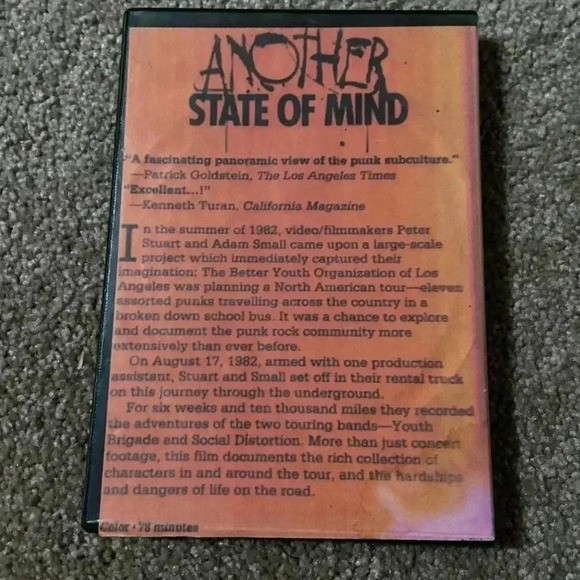 ANOTHER
STATE OF MIND
"A fascinating panoramic view of the punk subculture."
—Patrick Goldstein, The Los Angeles Times
"Excellent...!"
—Kenneth Turan, California Magazine
In the summer of 1982, video/filmmakers Peter
Stuart and Adam Small came upon a large-scale
project which immediately captured their
imagination: The Better Youth Organization of Los
Angeles was planning a North American tour—eleven
assorted punks travelling across the country in a
broken down school bus. It was a chance to explore
and document the punk rock community more
extensively than ever before.
On August 17, 1982, armed with one production
assistant, Stuart and Small set off in their rental truck
on this journey through the underground.
For six weeks and ten thousand miles they recorded
the adventures of the two touring bands—Youth
Brigade and Social Distortion. More than just concert
footage, this film documents the rich collection of
characters in and around the tour, and the hardships
and dangers of life on the road.
Color • 78 minutes